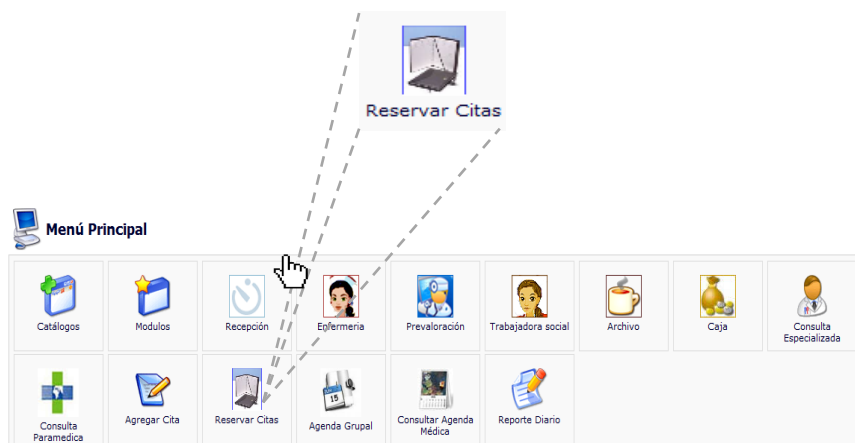 Reservar Citas
Menú Principal
Catálogos
Modulos
Recepción
Enfermeria
Prevaloración
Trabajadora social
Archivo
Caja
Consulta
Especializada
Consulta
Paramedica
Agregar Cita
Reservar Citas
15
Agenda Grupal
Consultar Agenda
Médica
Reporte Diario